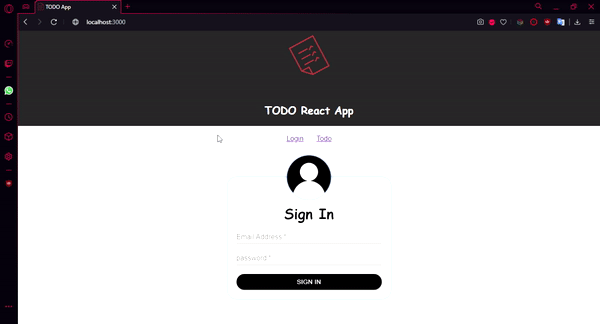 TODO App
localhost:3000
TODO React App
Login Todo
Sign In
Email Address *
password *
SIGN IN